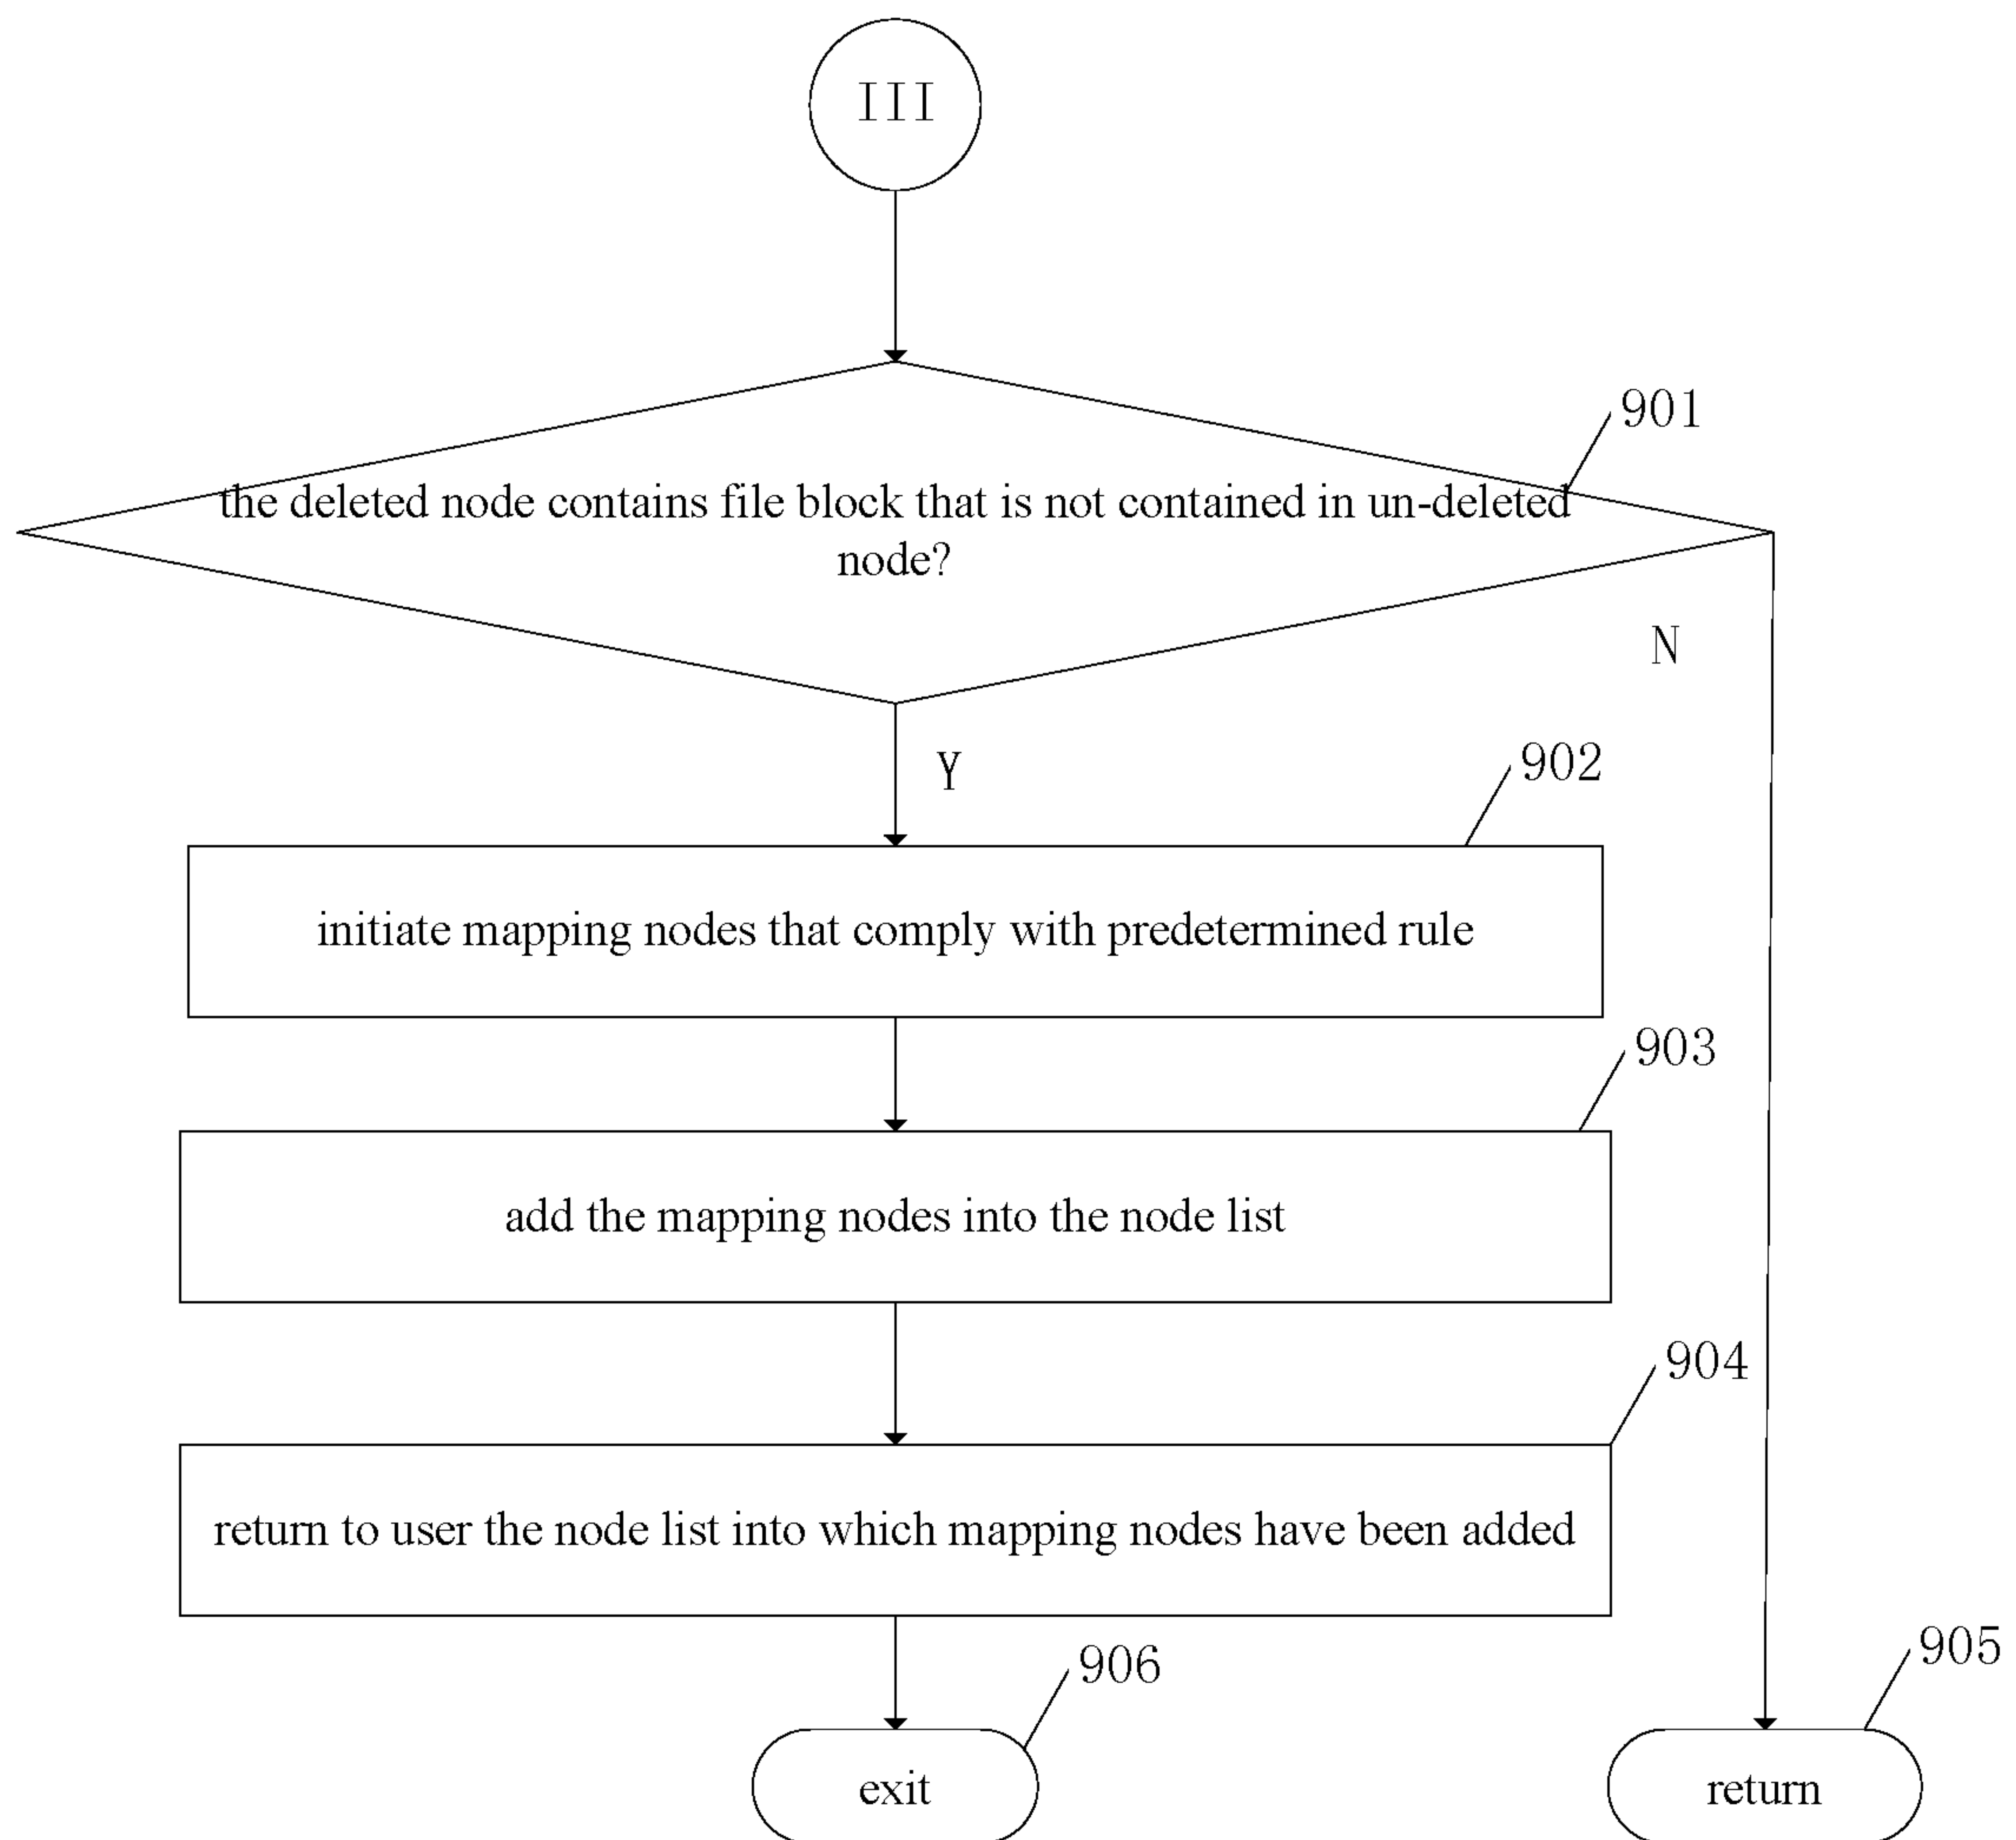 III
901
the deleted node contains file block that is not contained in un-deleted
node?
N
Y
902
initiate mapping nodes that comply with predetermined rule
903
add the mapping nodes into the node list
904
return to user the node list into which mapping nodes have been added
906
905
exit
return